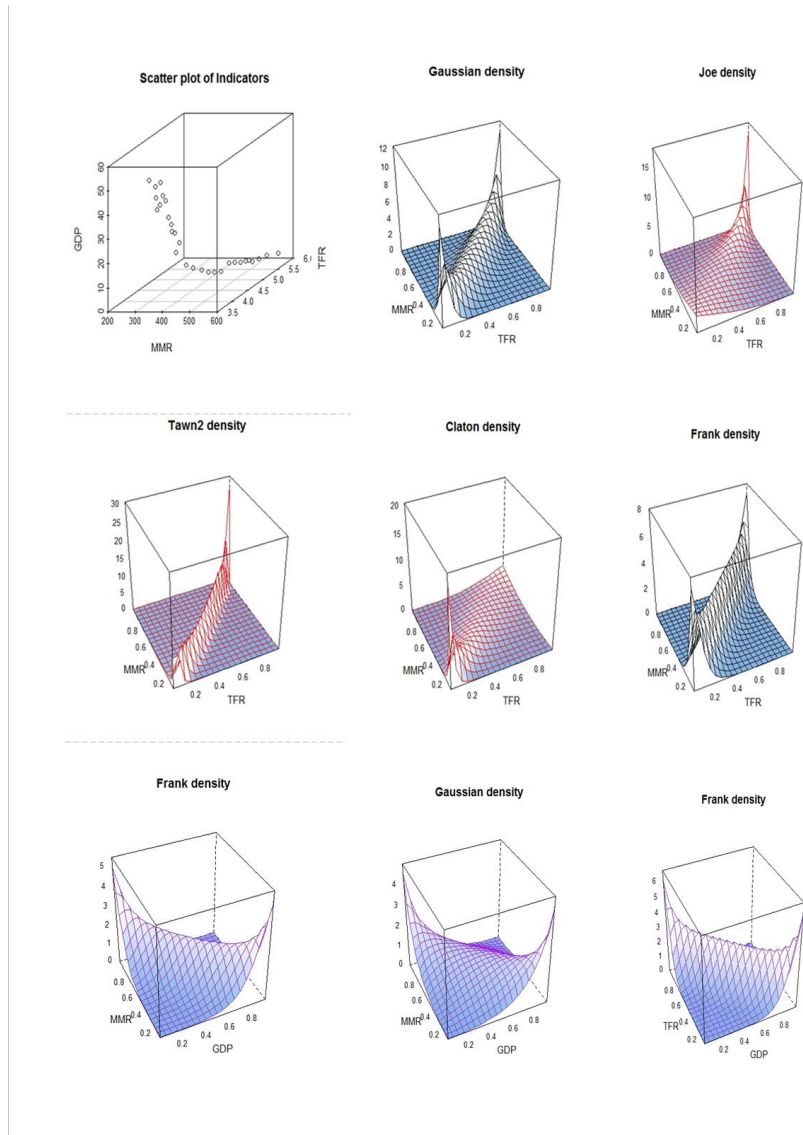 Scatter plot of Indicators
GDP
0 10 20 30 40 50 60
200 300 400 500 600
MMR
3.5 4.0 4.5 5.0 5.5
TFR
Gaussian density
12
10
8
6
4
2
0
0.8
0.6
0.4
0.2
MMR
0.2 0.4 0.6 0.8
TFR
Joe density
15
10
5
0
0.8
0.6
0.4
0.2
MMR
0.2 0.4 0.6 0.8
TFR
Tawn2 density
30
25
20
15
10
5
0
0.8
0.6
0.4
0.2
MMR
0.2 0.4 0.6 0.8
TFR
Claton density
20
15
10
5
0
0.8
0.6
0.4
0.2
MMR
0.2 0.4 0.6 0.8
TFR
Frank density
8
6
4
2
0
0.8
0.6
0.4
0.2
MMR
0.2 0.4 0.6 0.8
TFR
Frank density
5
4
3
2
1
0
0.8
0.6
0.4
0.2
MMR
0.2 0.4 0.6 0.8
GDP
Gaussian density
4
3
2
1
0
0.8
0.6
0.4
0.2
MMR
0.2 0.4 0.6 0.8
GDP
Frank density
6
5
4
3
2
1
0
0.8
0.6
0.4
0.2
TFR
0.2 0.4 0.6 0.8
GDP